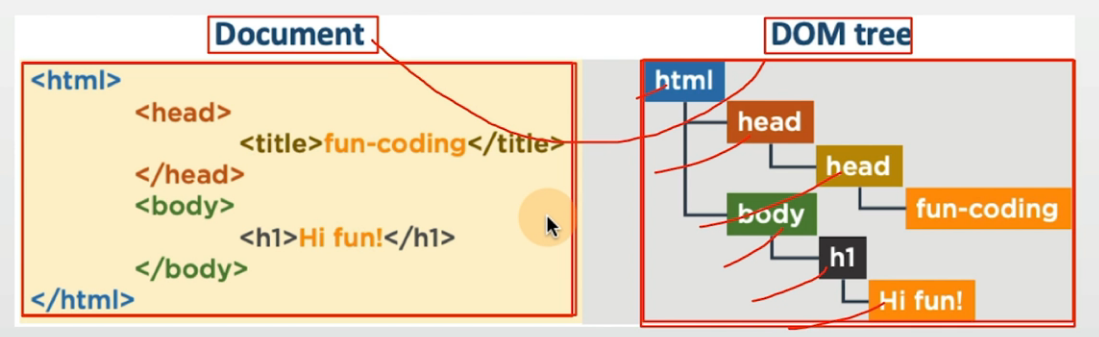 Document
<html>
<head>
<title>fun-coding</title>
</head>
<body>
<h1>Hi fun!</h1>
</body>
</html>
DOM tree
html
head
head
fun-coding
body
h1
Hi fun!